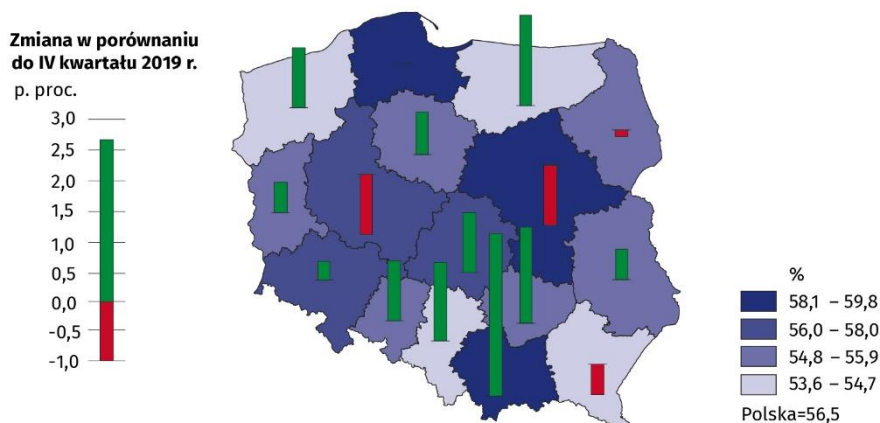 Zmiana w porównaniu
do IV kwartału 2019 r.
p. proc.
3,0
2,5
2,0
1,5
1,0
0,5
0,0
-0,5
-1,0
%
58,1 – 59,8
56,0 – 58,0
54,8 – 55,9
53,6 – 54,7
Polska=56,5